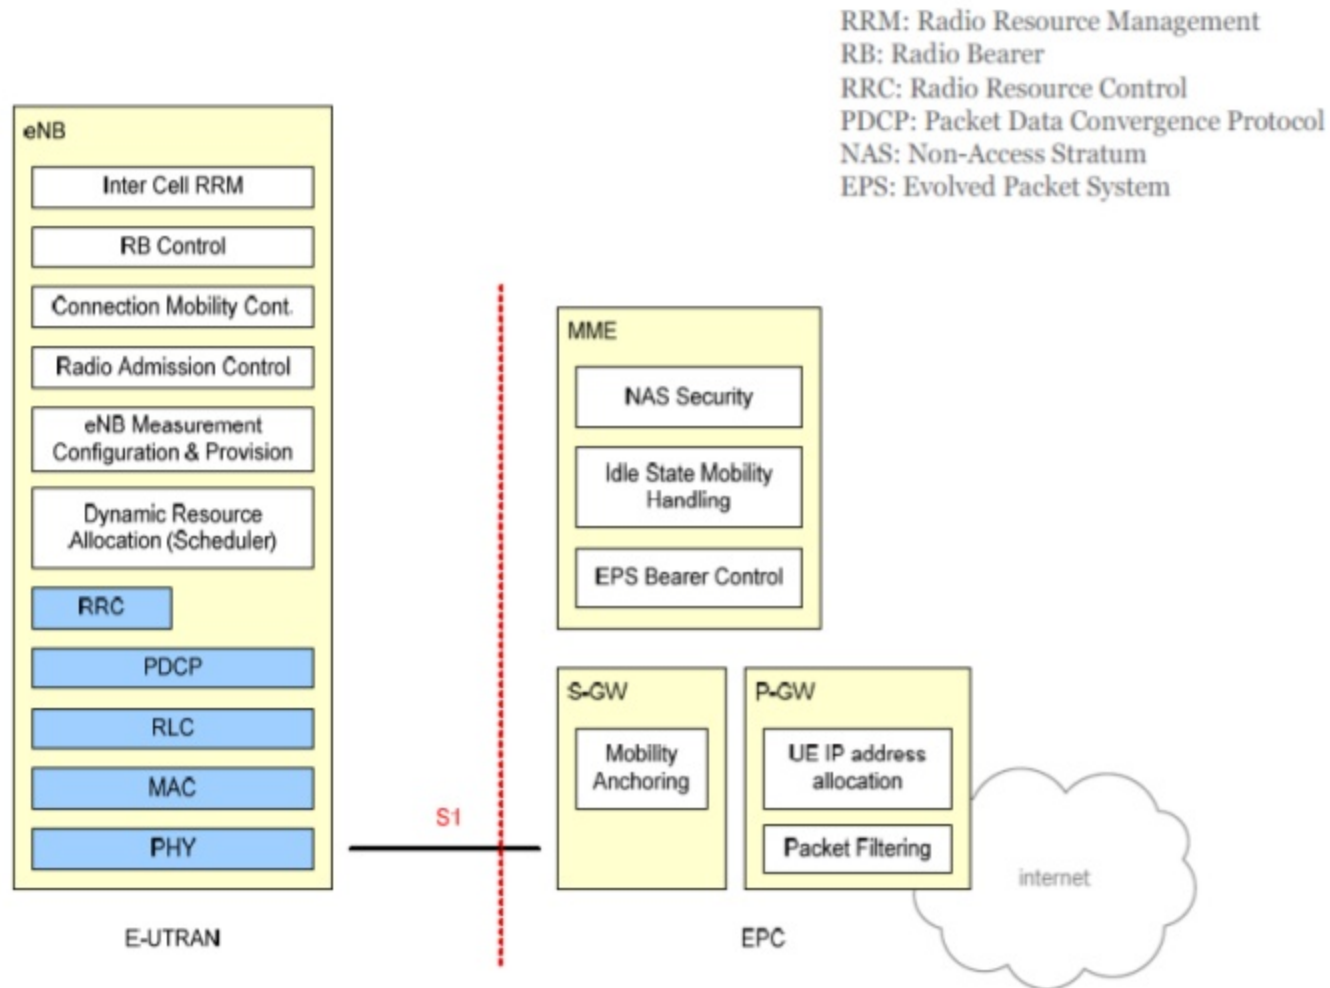 RRM: Radio Resource Management
RB: Radio Bearer
RRC: Radio Resource Control
PDCP: Packet Data Convergence Protocol
NAS: Non-Access Stratum
EPS: Evolved Packet System
eNB
Inter Cell RRM
RB Control
Connection Mobility Cont.
Radio Admission Control
eNB Measurement
Configuration & Provision
Dynamic Resource
Allocation (Scheduler)
RRC
PDCP
RLC
MAC
PHY
S1
MME
NAS Security
Idle State Mobility
Handling
EPS Bearer Control
S-GW
Mobility
Anchoring
P-GW
UE IP address
allocation
Packet Filtering
internet
E-UTRAN
EPC